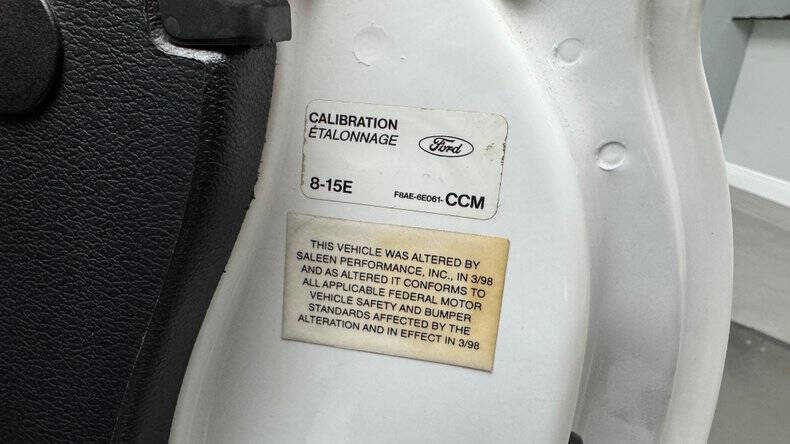 CALIBRATION
ÉTALONNAGE
Ford
8-15E
F8AE-6E061-CCM
THIS VEHICLE WAS ALTERED BY
SALEEN PERFORMANCE, INC., IN 3/98
AND AS ALTERED IT CONFORMS TO
ALL APPLICABLE FEDERAL MOTOR
VEHICLE SAFETY AND BUMPER
STANDARDS AFFECTED BY THE
ALTERATION AND IN EFFECT IN 3/98